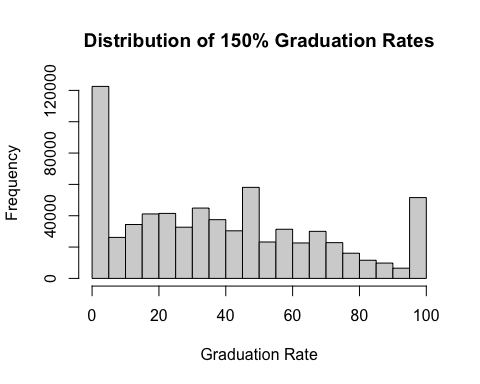 Distribution of 150% Graduation Rates
Frequency
120000
80000
40000
0
0 20 40 60 80 100
Graduation Rate